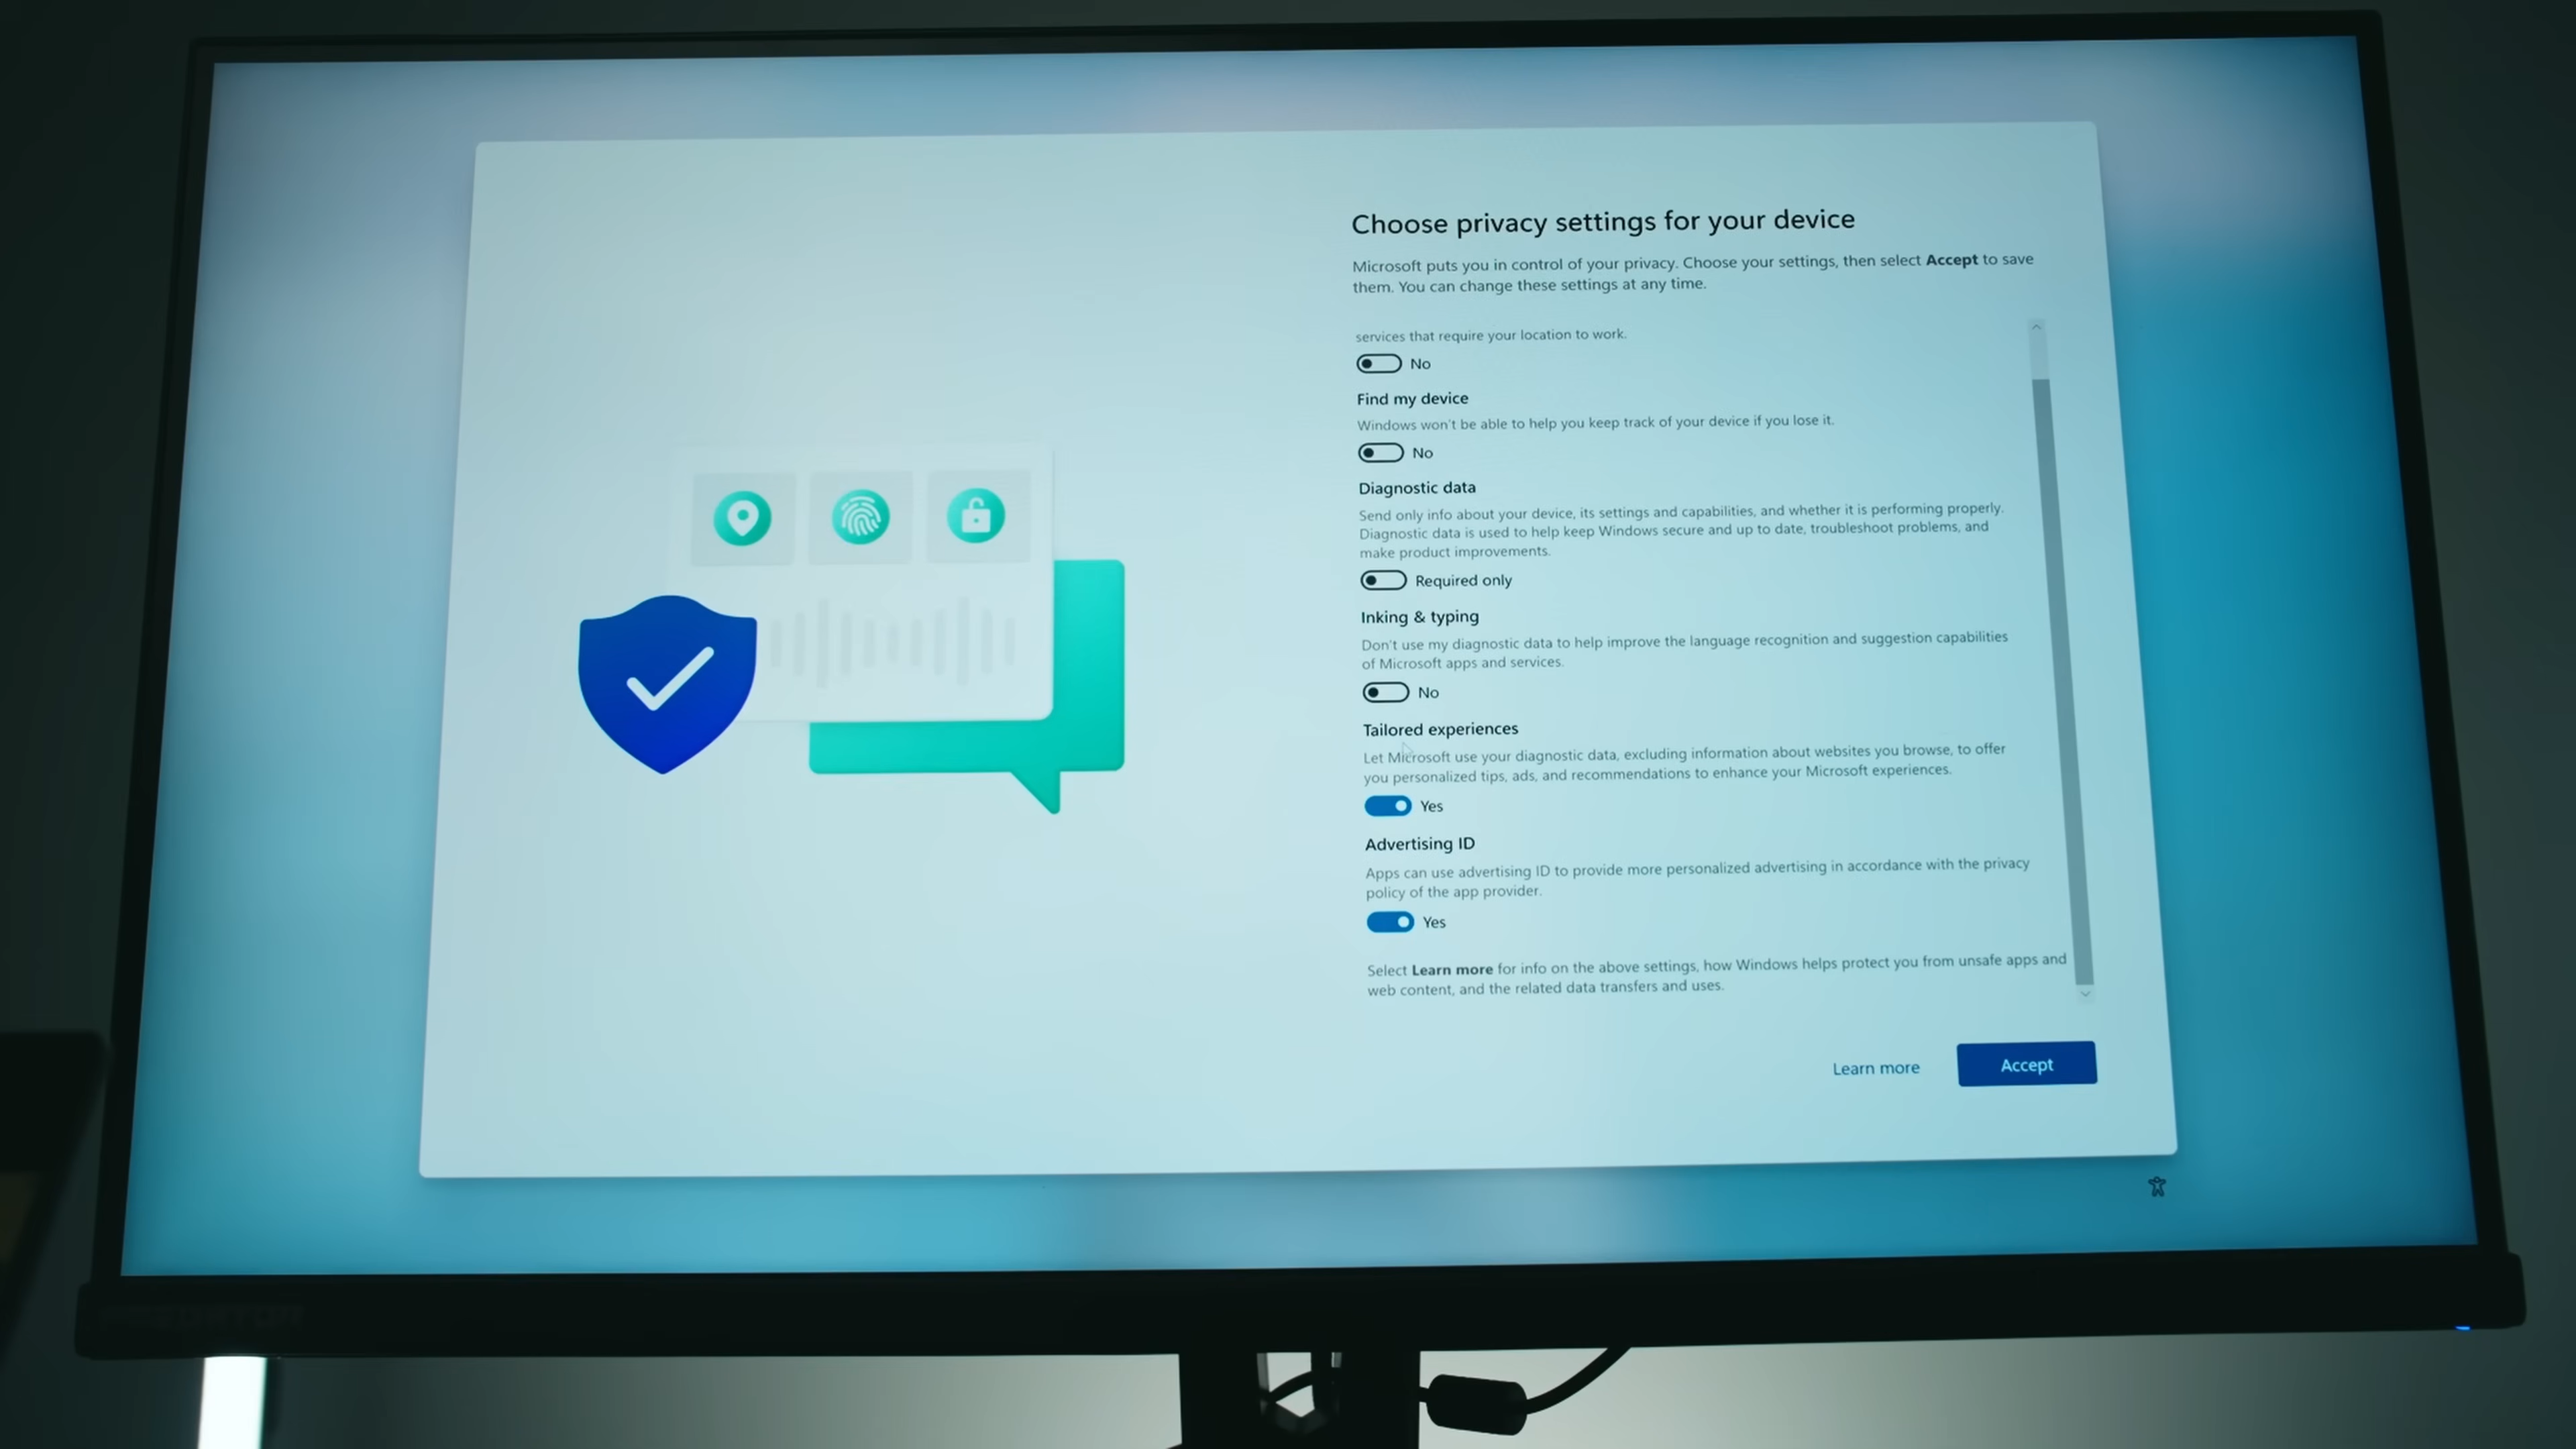 Choose privacy settings for your device
Microsoft puts you in control of your privacy. Choose your settings, then select Accept to save
them. You can change these settings at any time.
services that require your location to work.
No
Find my device
Windows won't be able to help you keep track of your device if you lose it.
No
Diagnostic data
Send only info about your device, its settings and capabilities, and whether it is performing properly.
Diagnostic data is used to help keep Windows secure and up to date, troubleshoot problems, and
make product improvements.
Required only
Inking & typing
Don't use my diagnostic data to help improve the language recognition and suggestion capabilities
of Microsoft apps and services.
No
Tailored experiences
Let Microsoft use your diagnostic data, excluding information about websites you browse, to offer
you personalized tips, ads, and recommendations to enhance your Microsoft experiences.
Yes
Advertising ID
Apps can use advertising ID to provide more personalized advertising in accordance with the privacy
policy of the app provider.
Yes
Select Learn more for info on the above settings, how Windows helps protect you from unsafe apps and
web content, and the related data transfers and uses.
Learn more
Accept
PREDATOR